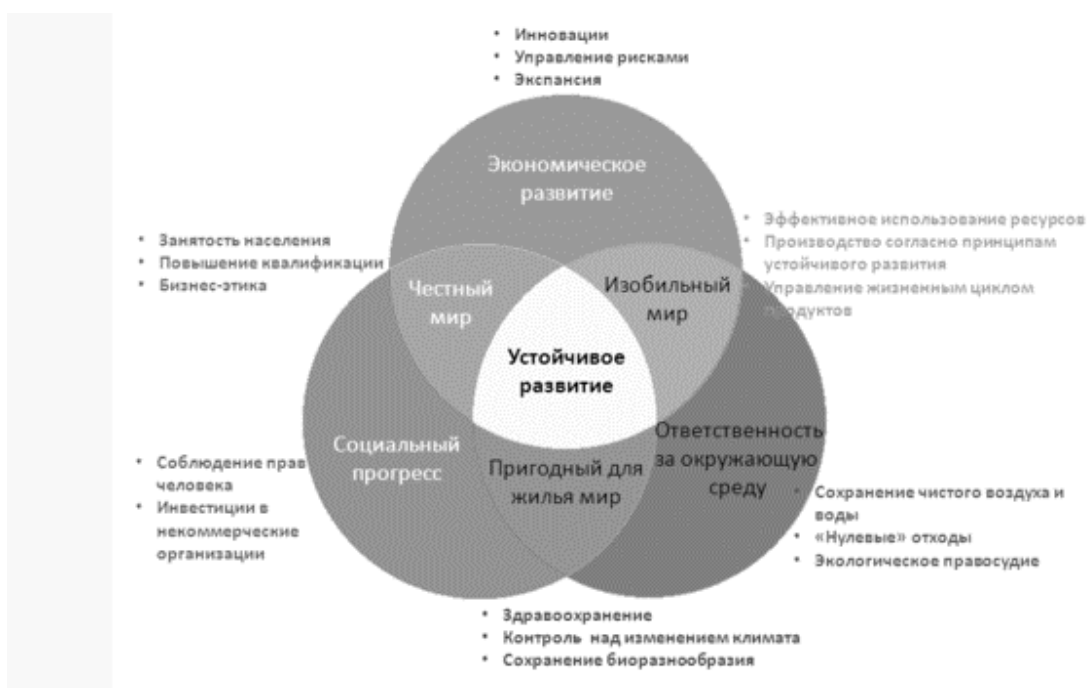 • Инновации
• Управление рисками
• Экспансия
Экономическое
развитие
• Занятость населения
• Повышение квалификации
• Бизнес-этика
• Эффективное использование ресурсов
• Производство согласно принципам
устойчивого развития
• Управление жизненным циклом
продуктов
Честный
мир
Изобильный
мир
Устойчивое
развитие
Социальный
прогресс
Ответственность
за окружающую
среду
Пригодный для
жилья мир
• Соблюдение прав
человека
• Инвестиции в
некоммерческие
организации
• Сохранение чистого воздуха и
воды
• «Нулевые» отходы
• Экологическое правосудие
• Здравоохранение
• Контроль над изменением климата
• Сохранение биоразнообразия